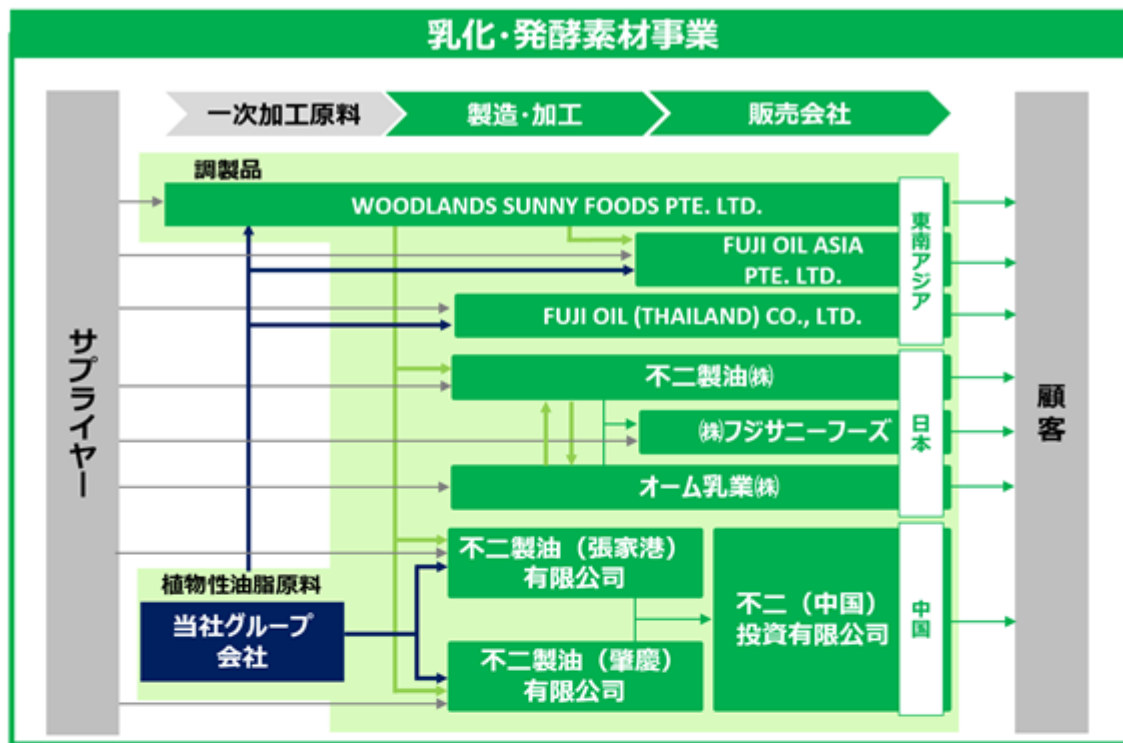 乳化・発酵素材事業
一次加工原料
製造・加工
販売会社
サプライヤー
調製品
WOODLANDS SUNNY FOODS PTE. LTD.
FUJI OIL ASIA
PTE. LTD.
FUJI OIL (THAILAND) CO., LTD.
東南アジア
不二製油㈱
㈱フジサニーフーズ
オーム乳業㈱
日本
不二製油（張家港）
有限公司
不二製油（肇慶）
有限公司
不二（中国）
投資有限公司
中国
植物性油脂原料
当社グループ
会社
顧客